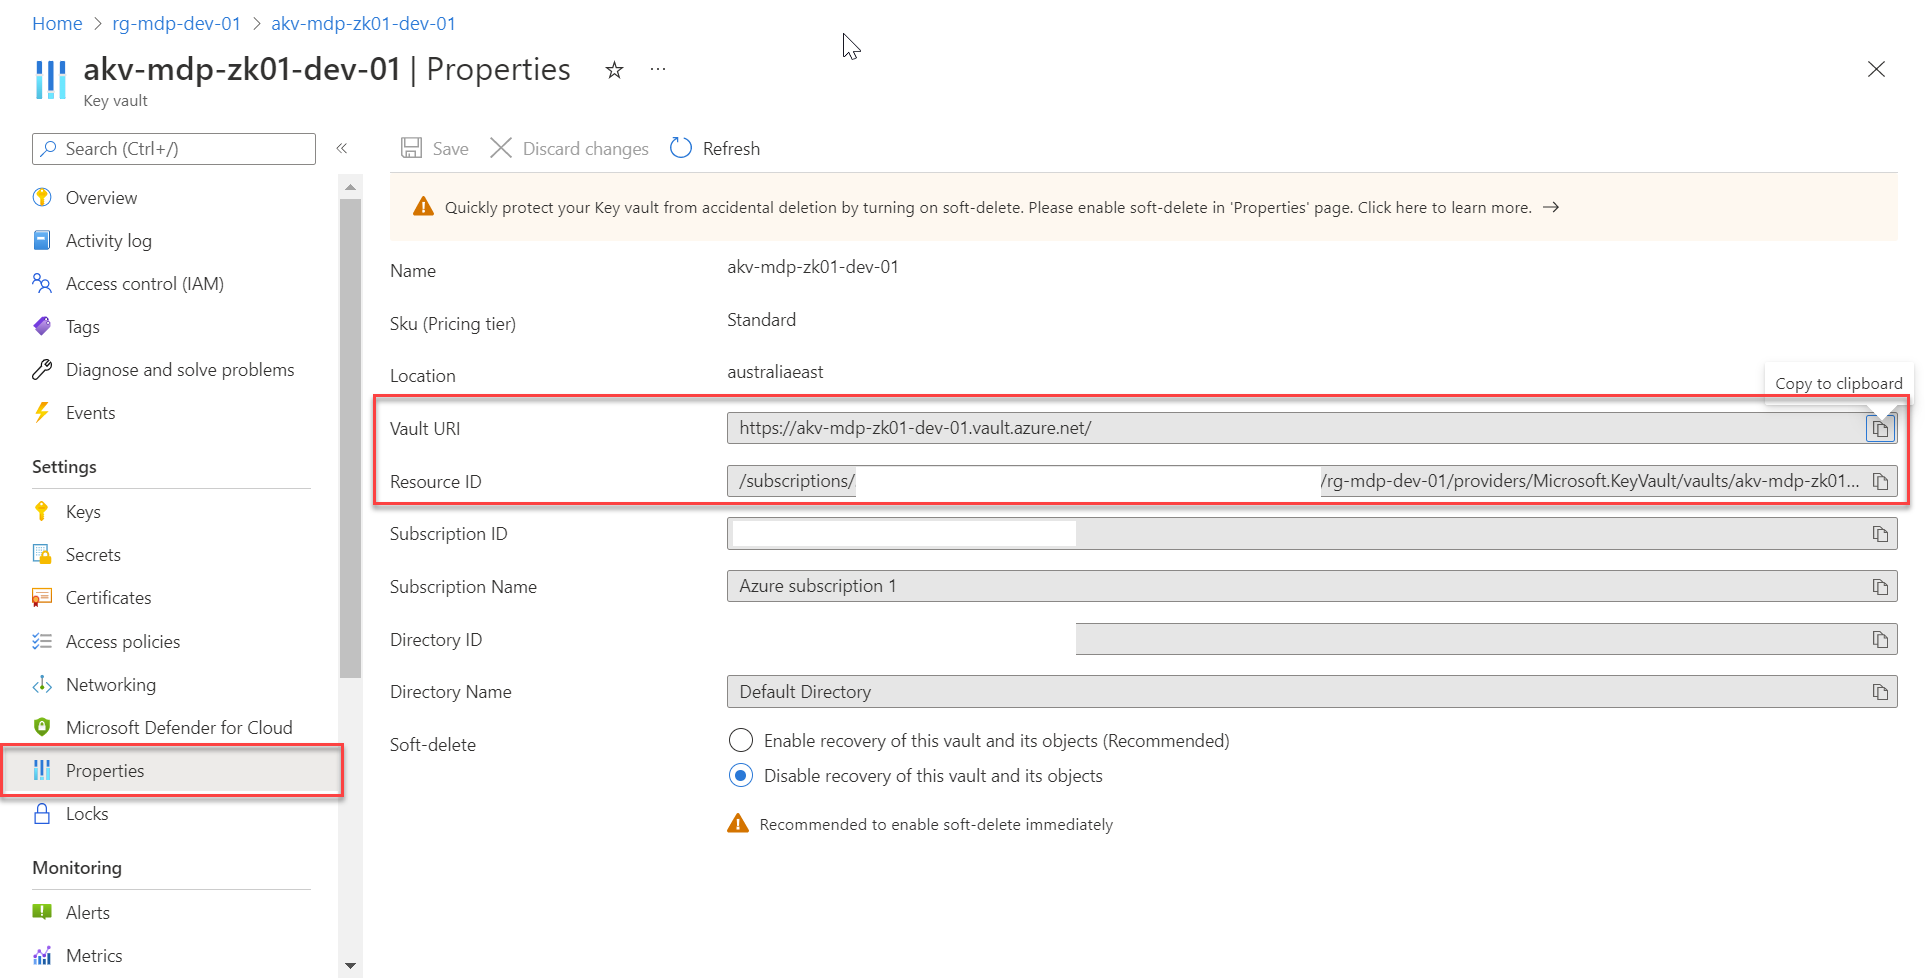 Home > rg-mdp-dev-01 > akv-mdp-zk01-dev-01
akv-mdp-zk01-dev-01 | Properties ☆ ···
Key vault
Search (Ctrl+/) «
Overview
Activity log
Access control (IAM)
Tags
Diagnose and solve problems
Events
Settings
Keys
Secrets
Certificates
Access policies
Networking
Microsoft Defender for Cloud
Properties
Locks
Monitoring
Alerts
Metrics
Save Discard changes Refresh
Quickly protect your Key vault from accidental deletion by turning on soft-delete. Please enable soft-delete in 'Properties' page. Click here to learn more. →
Name akv-mdp-zk01-dev-01
Sku (Pricing tier) Standard
Location australiaeast
Copy to clipboard
Vault URI https://akv-mdp-zk01-dev-01.vault.azure.net/
Resource ID /subscriptions/ /rg-mdp-dev-01/providers/Microsoft.KeyVault/vaults/akv-mdp-zk01...
Subscription ID
Subscription Name Azure subscription 1
Directory ID
Directory Name Default Directory
Soft-delete Enable recovery of this vault and its objects (Recommended)
Disable recovery of this vault and its objects
Recommended to enable soft-delete immediately